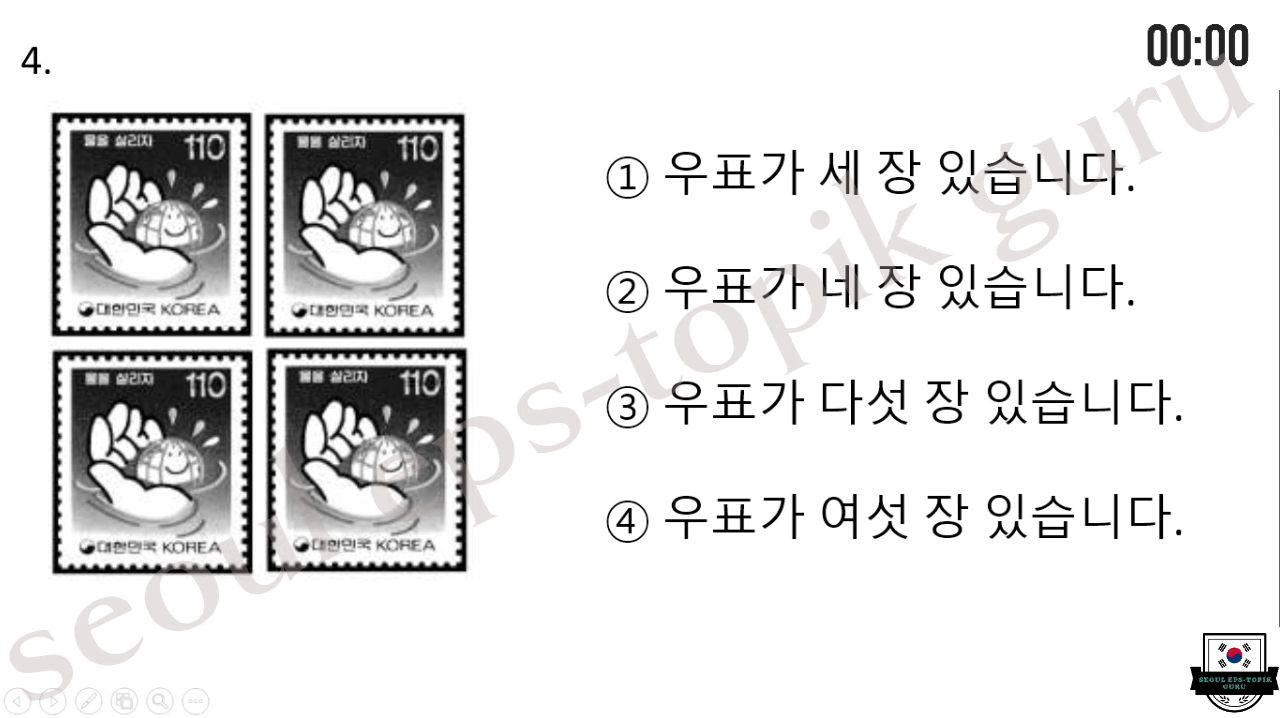 00:00
4.
물을 살리자 110
대한민국 KOREA
물을 살리자 110
대한민국 KOREA
물을 살리자 110
대한민국 KOREA
물을 살리자 110
대한민국 KOREA
① 우표가 세 장 있습니다.
② 우표가 네 장 있습니다.
③ 우표가 다섯 장 있습니다.
④ 우표가 여섯 장 있습니다.
seoul eps-topik guru
SEOUL EPS-TOPIK
GURU